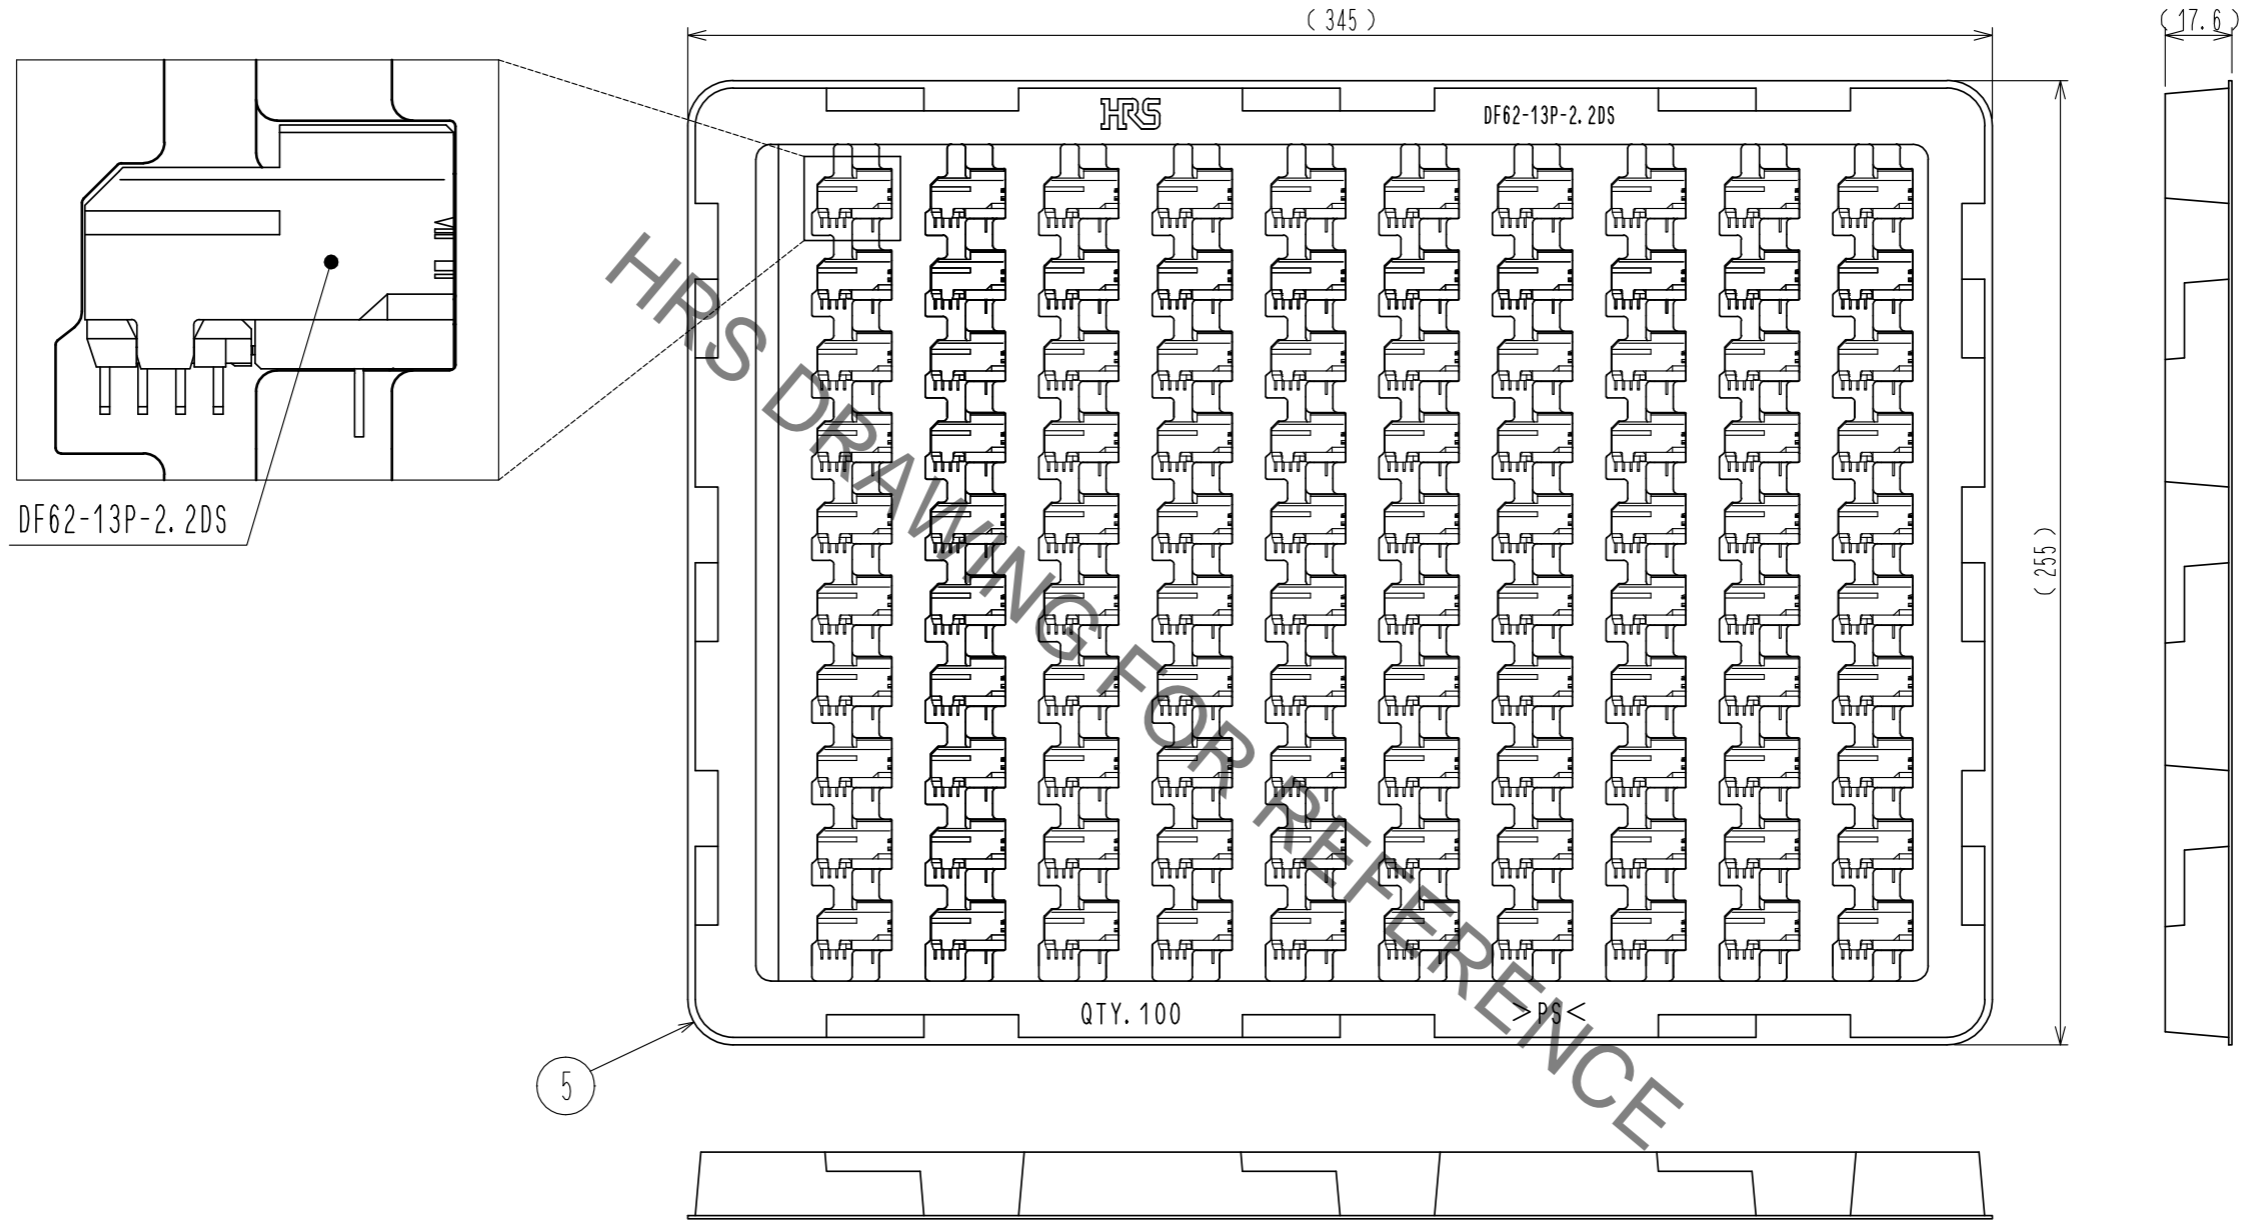 ( 345 )
( 17.6 )
HRS
DF62-13P-2.2DS
DF62-13P-2.2DS
( 255 )
HRS DRAWING FOR REFERENCE
QTY.100
>PS<
5